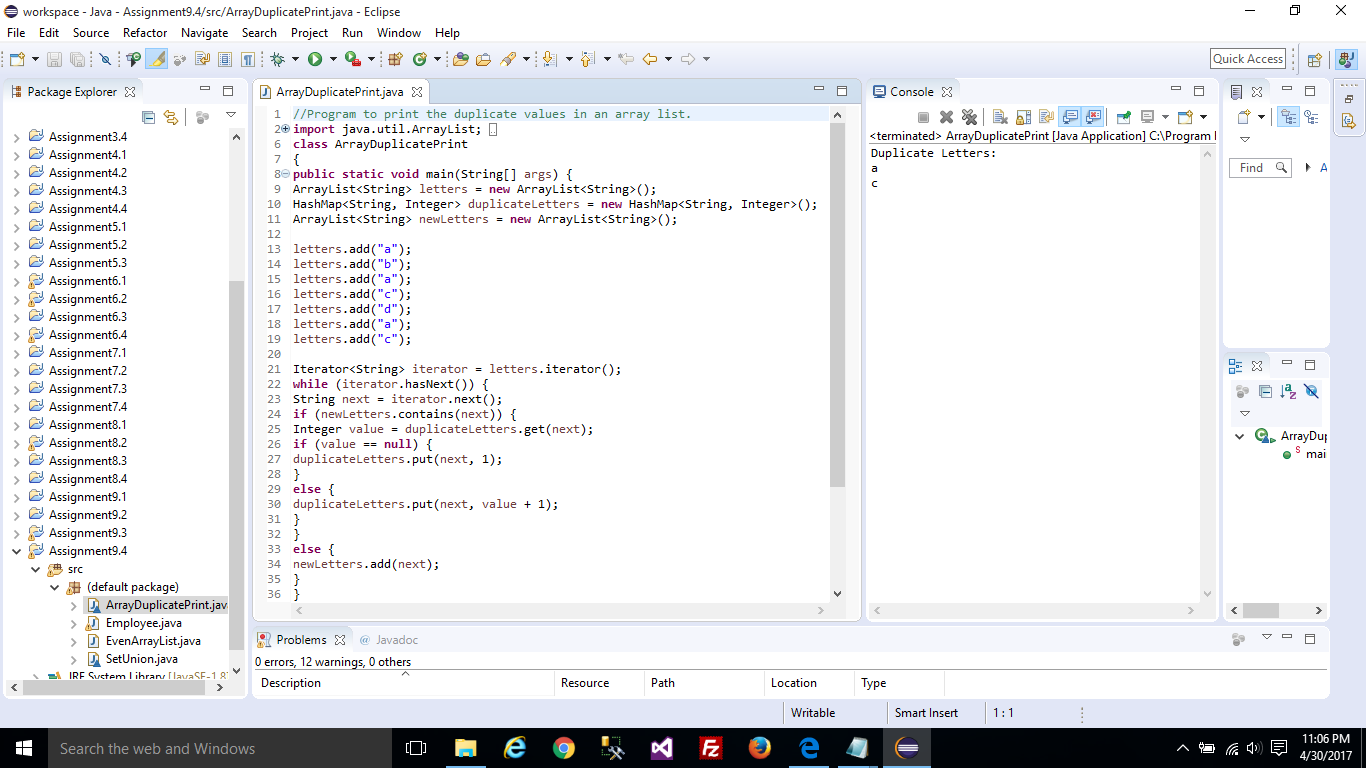 workspace - Java - Assignment9.4/src/ArrayDuplicatePrint.java - Eclipse
File Edit Source Refactor Navigate Search Project Run Window Help
Quick Access
Package Explorer
Assignment3.4
Assignment4.1
Assignment4.2
Assignment4.3
Assignment4.4
Assignment5.1
Assignment5.2
Assignment5.3
Assignment6.1
Assignment6.2
Assignment6.3
Assignment6.4
Assignment7.1
Assignment7.2
Assignment7.3
Assignment7.4
Assignment8.1
Assignment8.2
Assignment8.3
Assignment8.4
Assignment9.1
Assignment9.2
Assignment9.3
Assignment9.4
src
(default package)
ArrayDuplicatePrint.jav
Employee.java
EvenArrayList.java
SetUnion.java
JRE System Library [JavaSE-1.8]
ArrayDuplicatePrint.java
1 //Program to print the duplicate values in an array list.
2 import java.util.ArrayList;
6 class ArrayDuplicatePrint
7 {
8 public static void main(String[] args) {
9 ArrayList<String> letters = new ArrayList<String>();
10 HashMap<String, Integer> duplicateLetters = new HashMap<String, Integer>();
11 ArrayList<String> newLetters = new ArrayList<String>();
12
13 letters.add("a");
14 letters.add("b");
15 letters.add("a");
16 letters.add("c");
17 letters.add("d");
18 letters.add("a");
19 letters.add("c");
20
21 Iterator<String> iterator = letters.iterator();
22 while (iterator.hasNext()) {
23 String next = iterator.next();
24 if (newLetters.contains(next)) {
25 Integer value = duplicateLetters.get(next);
26 if (value == null) {
27 duplicateLetters.put(next, 1);
28 }
29 else {
30 duplicateLetters.put(next, value + 1);
31 }
32 }
33 else {
34 newLetters.add(next);
35 }
36 }
Console
<terminated> ArrayDuplicatePrint [Java Application] C:\Program
Duplicate Letters:
a
c
Find
A
ArrayDup
mai
Problems @ Javadoc
0 errors, 12 warnings, 0 others
Description Resource Path Location Type
Writable Smart Insert 1 : 1
Search the web and Windows
11:06 PM
4/30/2017